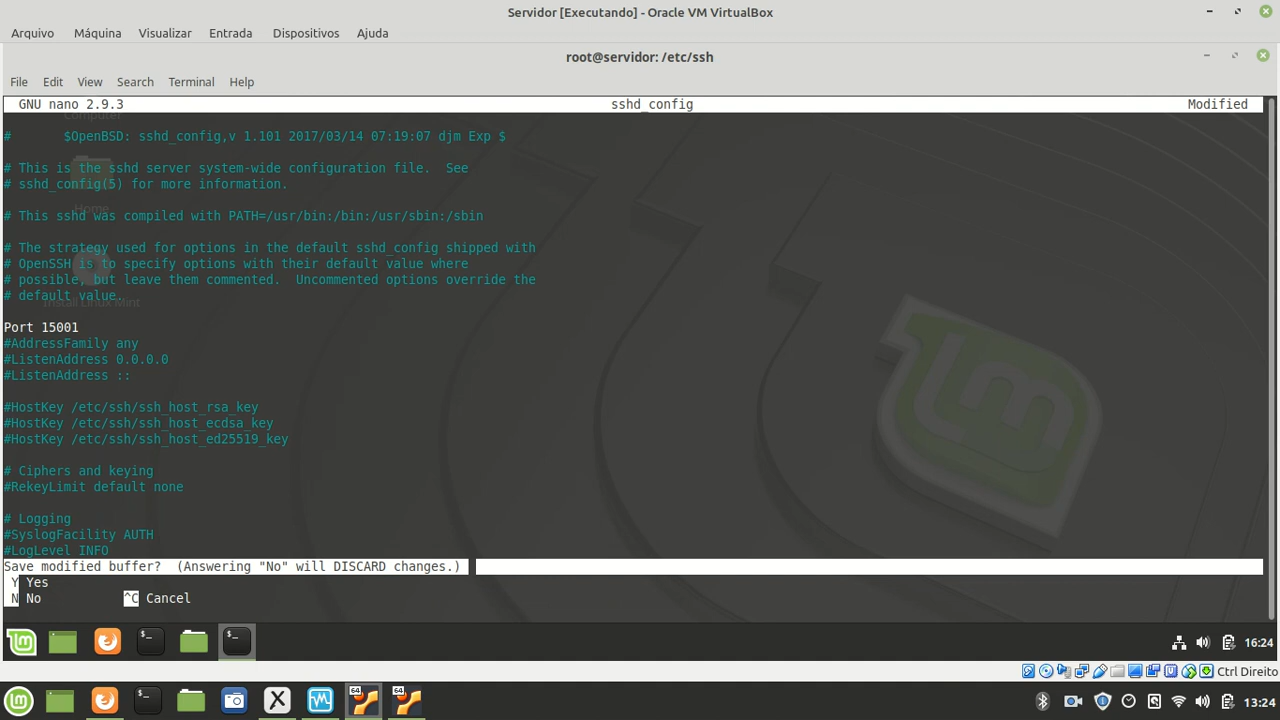 Servidor [Executando] - Oracle VM VirtualBox
Arquivo Máquina Visualizar Entrada Dispositivos Ajuda
root@servidor: /etc/ssh
File Edit View Search Terminal Help
GNU nano 2.9.3 sshd_config Modified
Computer
# $OpenBSD: sshd_config,v 1.101 2017/03/14 07:19:07 djm Exp $
# This is the sshd server system-wide configuration file. See
# sshd_config(5) for more information.
Home
# This sshd was compiled with PATH=/usr/bin:/bin:/usr/sbin:/sbin
# The strategy used for options in the default sshd_config shipped with
# OpenSSH is to specify options with their default value where
# possible, but leave them commented. Uncommented options override the
# default value.
Install Linux Mint
Port 15001
#AddressFamily any
#ListenAddress 0.0.0.0
#ListenAddress ::
#HostKey /etc/ssh/ssh_host_rsa_key
#HostKey /etc/ssh/ssh_host_ecdsa_key
#HostKey /etc/ssh/ssh_host_ed25519_key
# Ciphers and keying
#RekeyLimit default none
# Logging
#SyslogFacility AUTH
#LogLevel INFO
Save modified buffer? (Answering "No" will DISCARD changes.)
Y Yes
N No ^C Cancel
16:24
Ctrl Direito
64 64
13:24